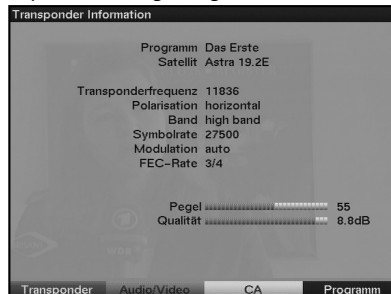 Transponder Information
Programm Das Erste
Satellit Astra 19.2E
Transponderfrequenz 11836
Polarisation horizontal
Band high band
Symbolrate 27500
Modulation auto
FEC-Rate 3/4
Pegel 55
Qualität 8.8dB
Transponder Audio/Video CA Programm